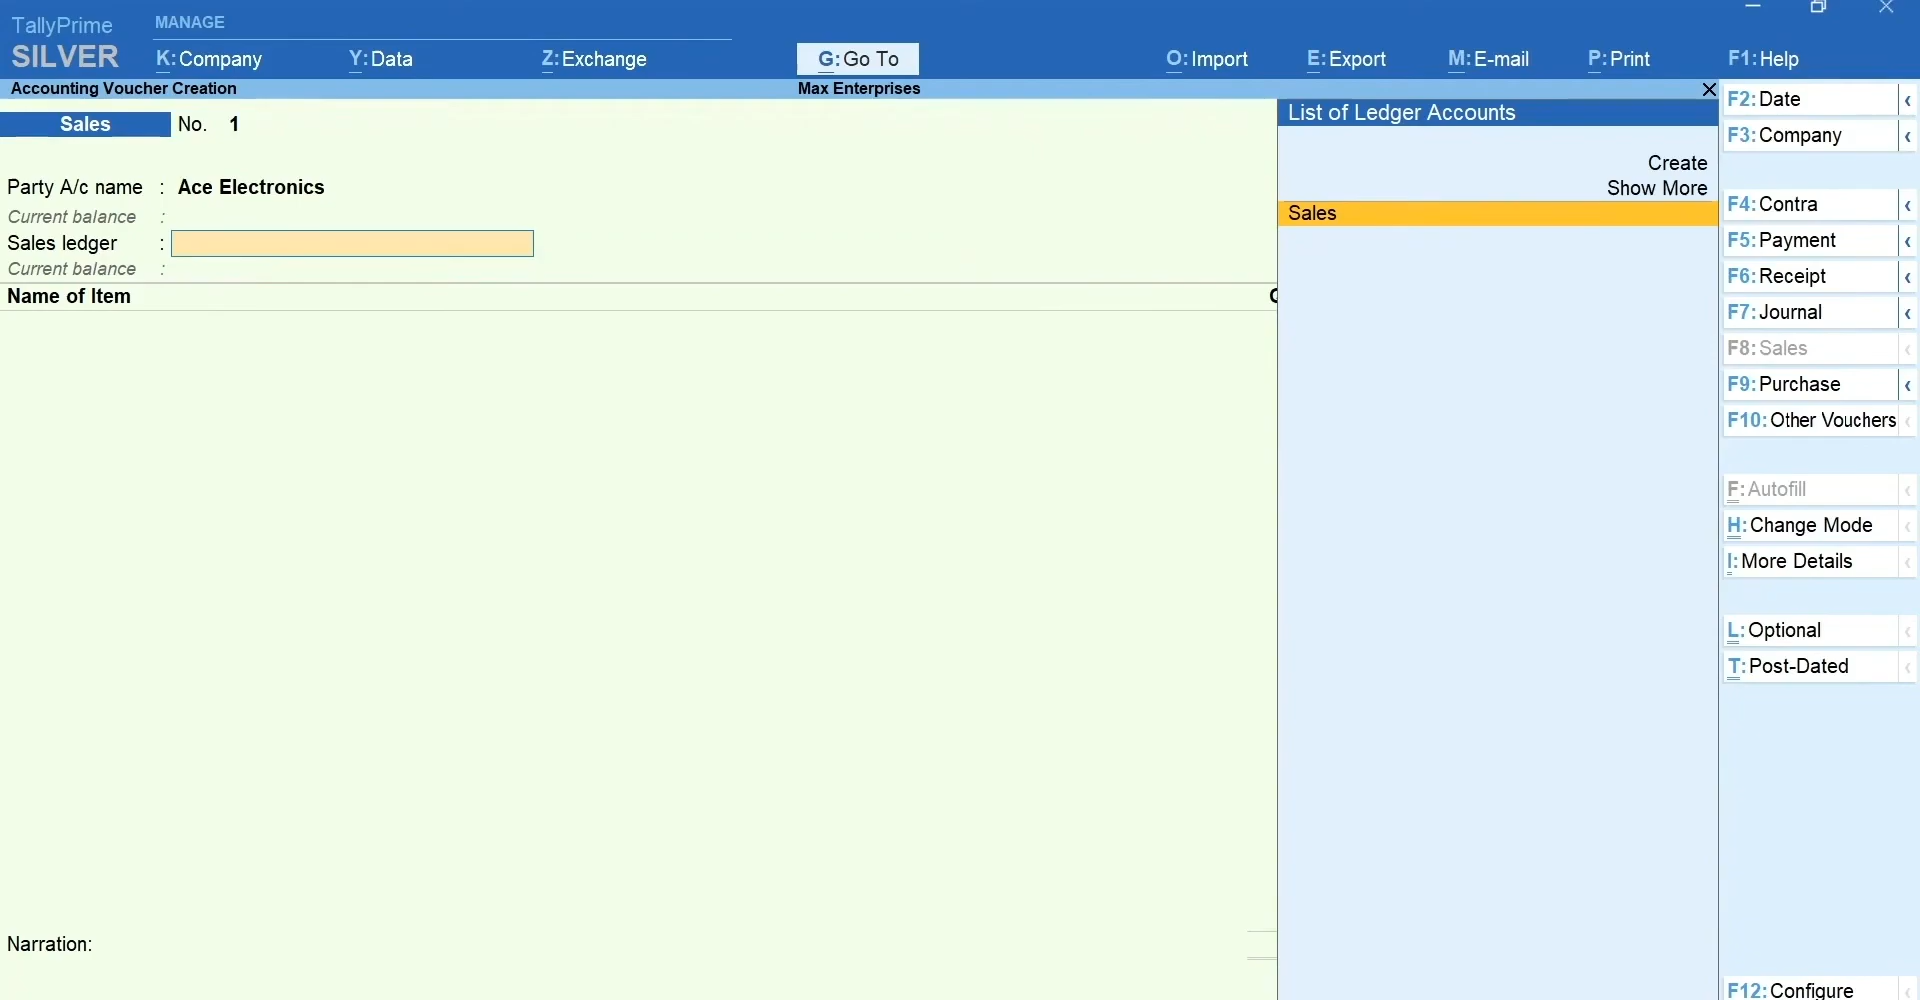 TallyPrime
MANAGE
SILVER
K: Company
Y: Data
Z: Exchange
G: Go To
O: Import
E: Export
M: E-mail
P: Print
F1: Help
Accounting Voucher Creation
Max Enterprises
Sales No. 1
Party A/c name : Ace Electronics
Current balance :
Sales ledger :
Current balance :
Name of Item
Narration:
List of Ledger Accounts
Create
Show More
Sales
F2: Date
F3: Company
F4: Contra
F5: Payment
F6: Receipt
F7: Journal
F8: Sales
F9: Purchase
F10: Other Vouchers
F: Autofill
H: Change Mode
I: More Details
L: Optional
T: Post-Dated
F12: Configure